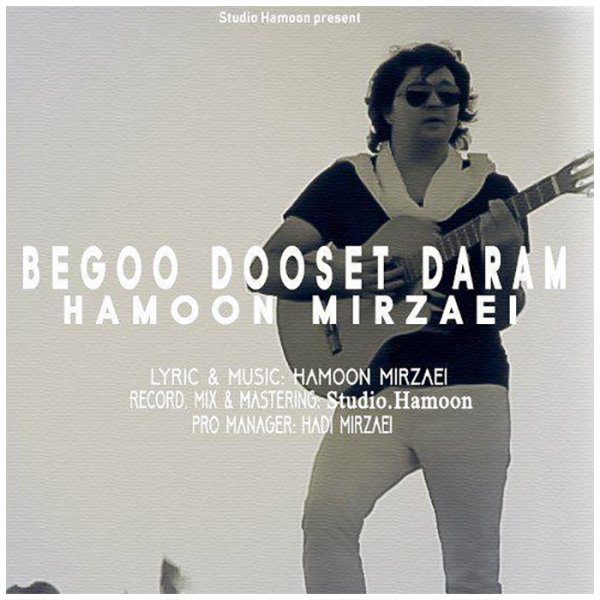 Studio Hamoon present
BEGOO DOOSET DARAM
HAMOON MIRZAEI
LYRIC & MUSIC: HAMOON MIRZAEI
RECORD, MIX & MASTERING: Studio.Hamoon
PRO MANAGER: HADI MIRZAEI